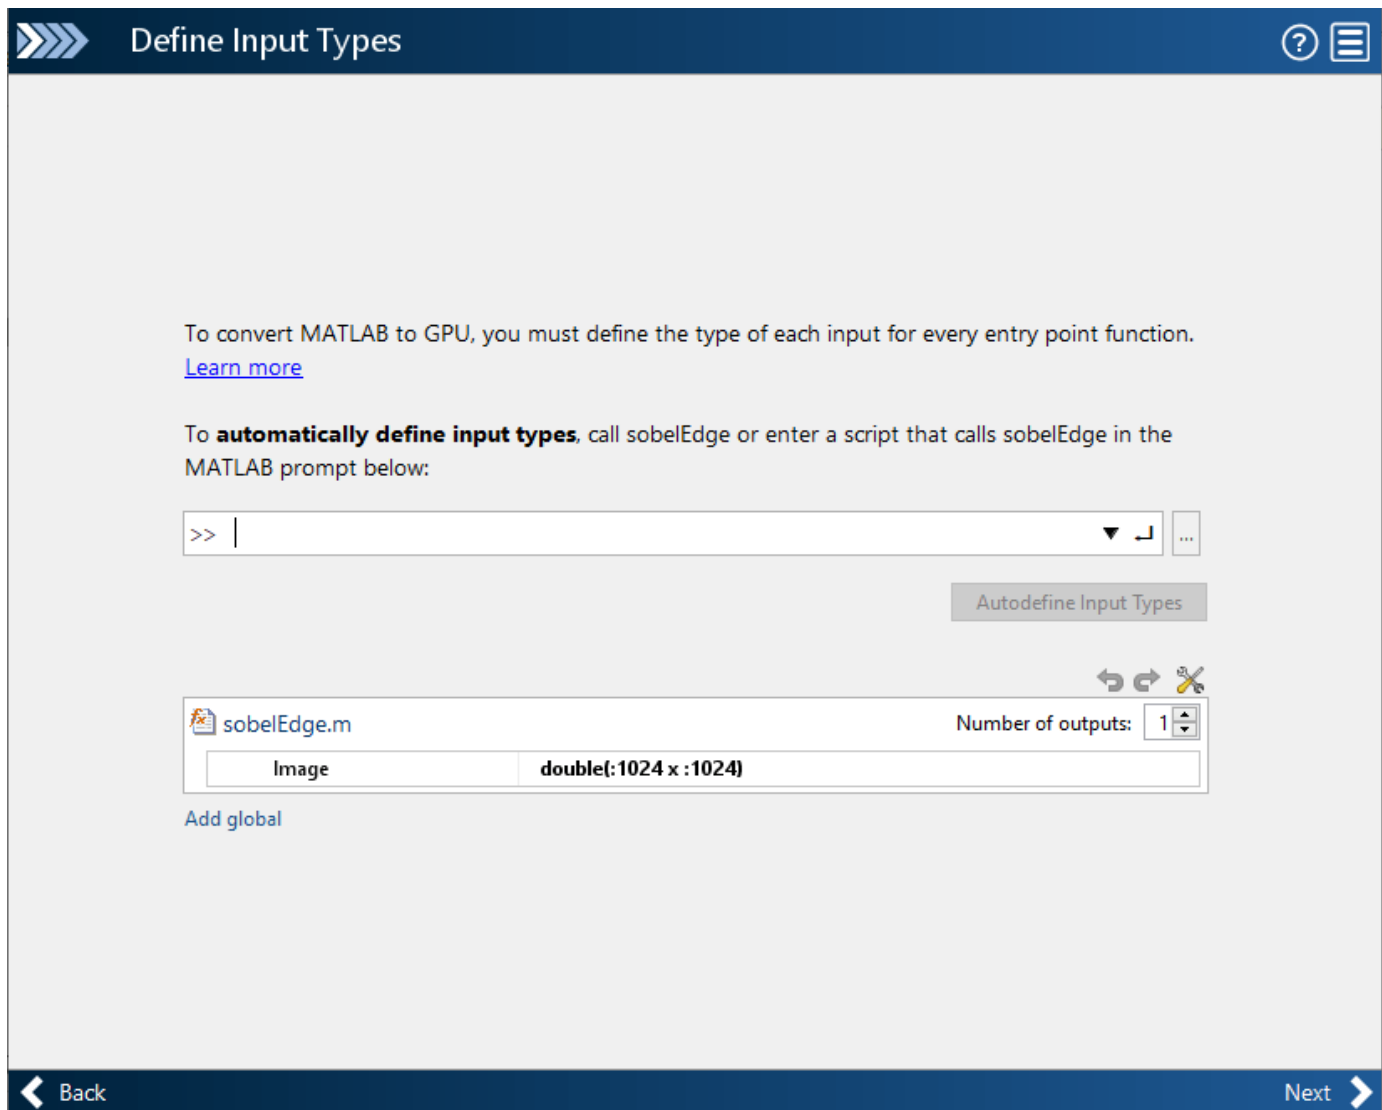 Define Input Types
To convert MATLAB to GPU, you must define the type of each input for every entry point function.
Learn more
To automatically define input types, call sobelEdge or enter a script that calls sobelEdge in the
MATLAB prompt below:
>>
...
Autodefine Input Types
sobelEdge.m Number of outputs: 1
Image double(:1024 x :1024)
Add global
Back Next